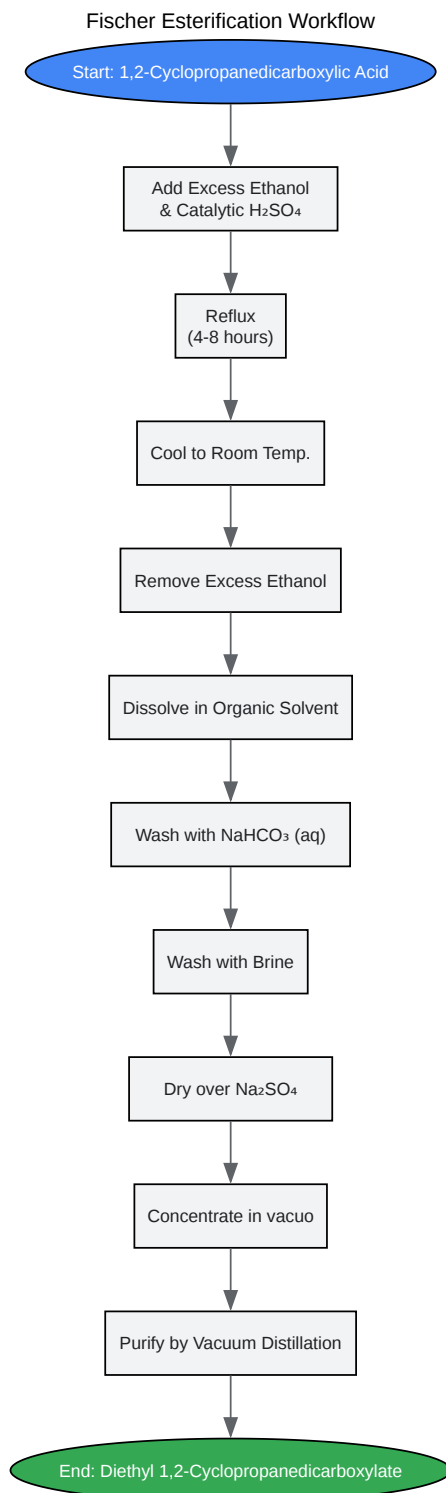 Fischer Esterification Workflow
Start: 1,2-Cyclopropanedicarboxylic Acid
Add Excess Ethanol
& Catalytic H₂SO₄
Reflux
(4-8 hours)
Cool to Room Temp.
Remove Excess Ethanol
Dissolve in Organic Solvent
Wash with NaHCO₃ (aq)
Wash with Brine
Dry over Na₂SO₄
Concentrate in vacuo
Purify by Vacuum Distillation
End: Diethyl 1,2-Cyclopropanedicarboxylate